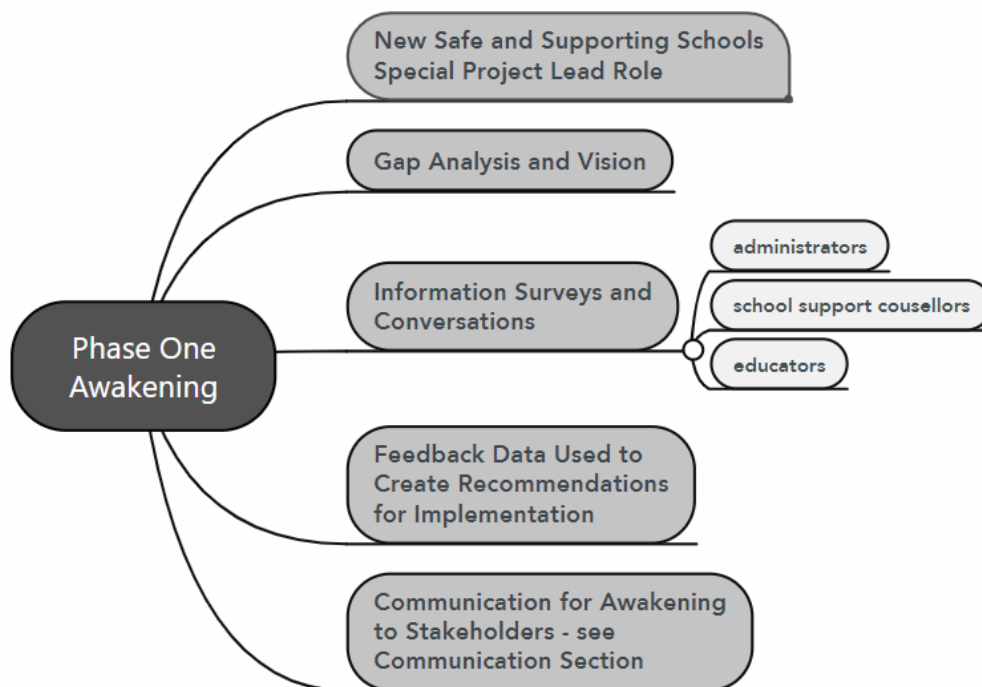 New Safe and Supporting Schools
Special Project Lead Role
Gap Analysis and Vision
administrators
Information Surveys and
Conversations
school support cousellors
educators
Phase One
Awakening
Feedback Data Used to
Create Recommendations
for Implementation
Communication for Awakening
to Stakeholders - see
Communication Section